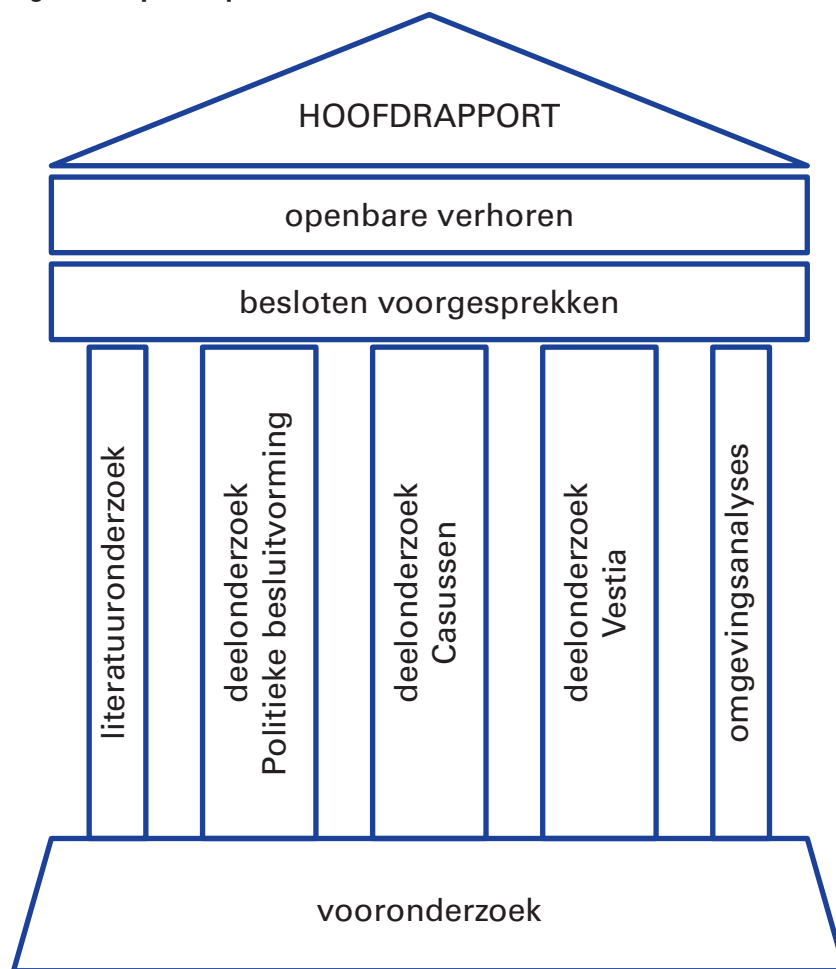 HOOFDRAPPORT
openbare verhoren
besloten voorgesprekken
literatuuronderzoek
deelonderzoek
Politieke besluitvorming
deelonderzoek
Casussen
deelonderzoek
Vestia
omgevingsanalyses
vooronderzoek